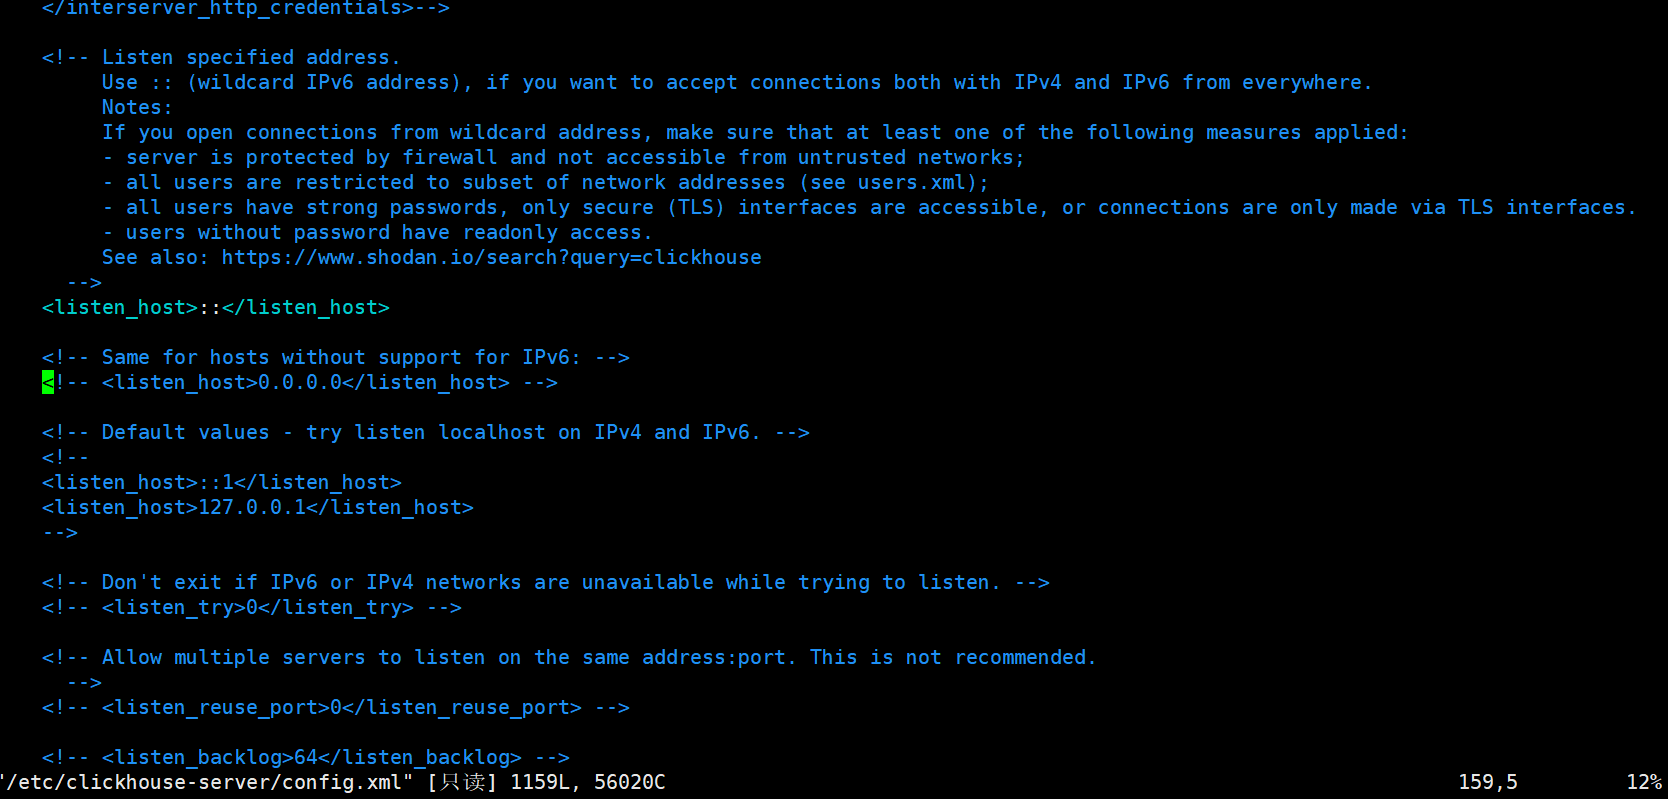 </interserver_http_credentials>-->
<!-- Listen specified address.
Use :: (wildcard IPv6 address), if you want to accept connections both with IPv4 and IPv6 from everywhere.
Notes:
If you open connections from wildcard address, make sure that at least one of the following measures applied:
- server is protected by firewall and not accessible from untrusted networks;
- all users are restricted to subset of network addresses (see users.xml);
- all users have strong passwords, only secure (TLS) interfaces are accessible, or connections are only made via TLS interfaces.
- users without password have readonly access.
See also: https://www.shodan.io/search?query=clickhouse
-->
<listen_host>::</listen_host>
<!-- Same for hosts without support for IPv6: -->
<!-- <listen_host>0.0.0.0</listen_host> -->
<!-- Default values - try listen localhost on IPv4 and IPv6. -->
<!--
<listen_host>::1</listen_host>
<listen_host>127.0.0.1</listen_host>
-->
<!-- Don't exit if IPv6 or IPv4 networks are unavailable while trying to listen. -->
<!-- <listen_try>0</listen_try> -->
<!-- Allow multiple servers to listen on the same address:port. This is not recommended.
-->
<!-- <listen_reuse_port>0</listen_reuse_port> -->
<!-- <listen_backlog>64</listen_backlog> -->
"/etc/clickhouse-server/config.xml" [只读] 1159L, 56020C 159,5 12%